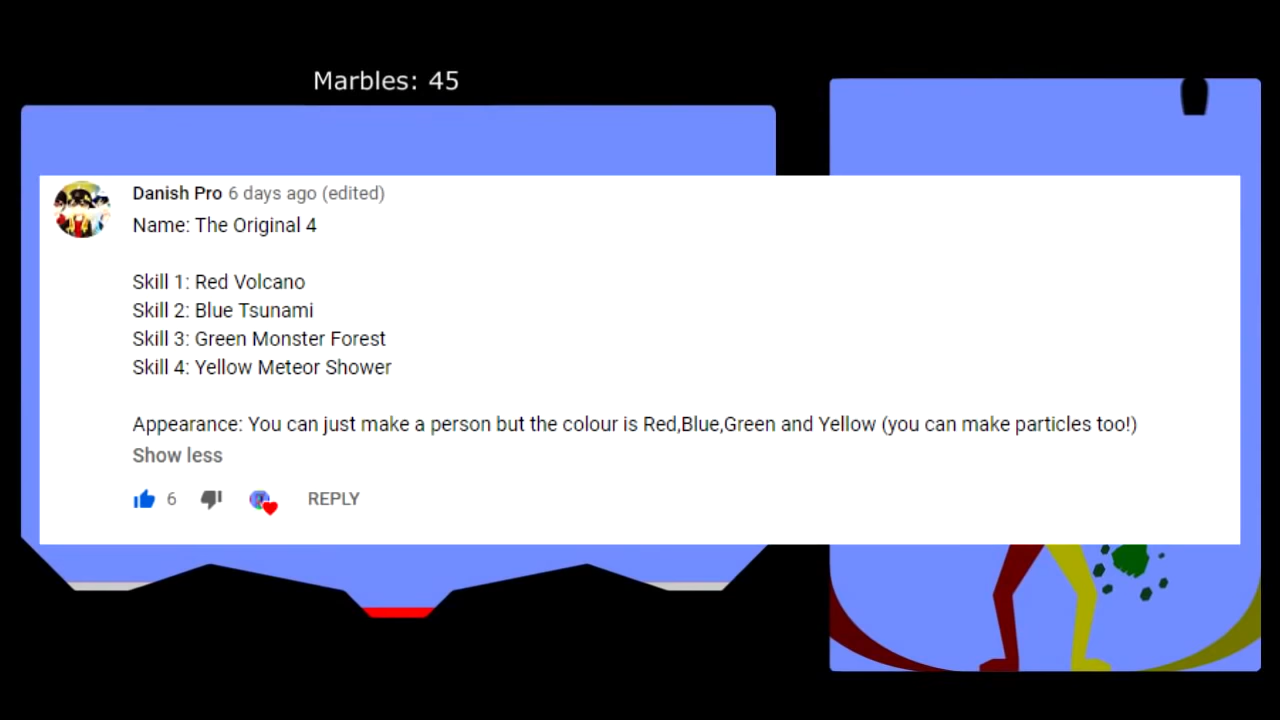 Marbles: 45
Danish Pro 6 days ago (edited)
Name: The Original 4
Skill 1: Red Volcano
Skill 2: Blue Tsunami
Skill 3: Green Monster Forest
Skill 4: Yellow Meteor Shower
Appearance: You can just make a person but the colour is Red,Blue,Green and Yellow (you can make particles too!)
Show less
6 REPLY